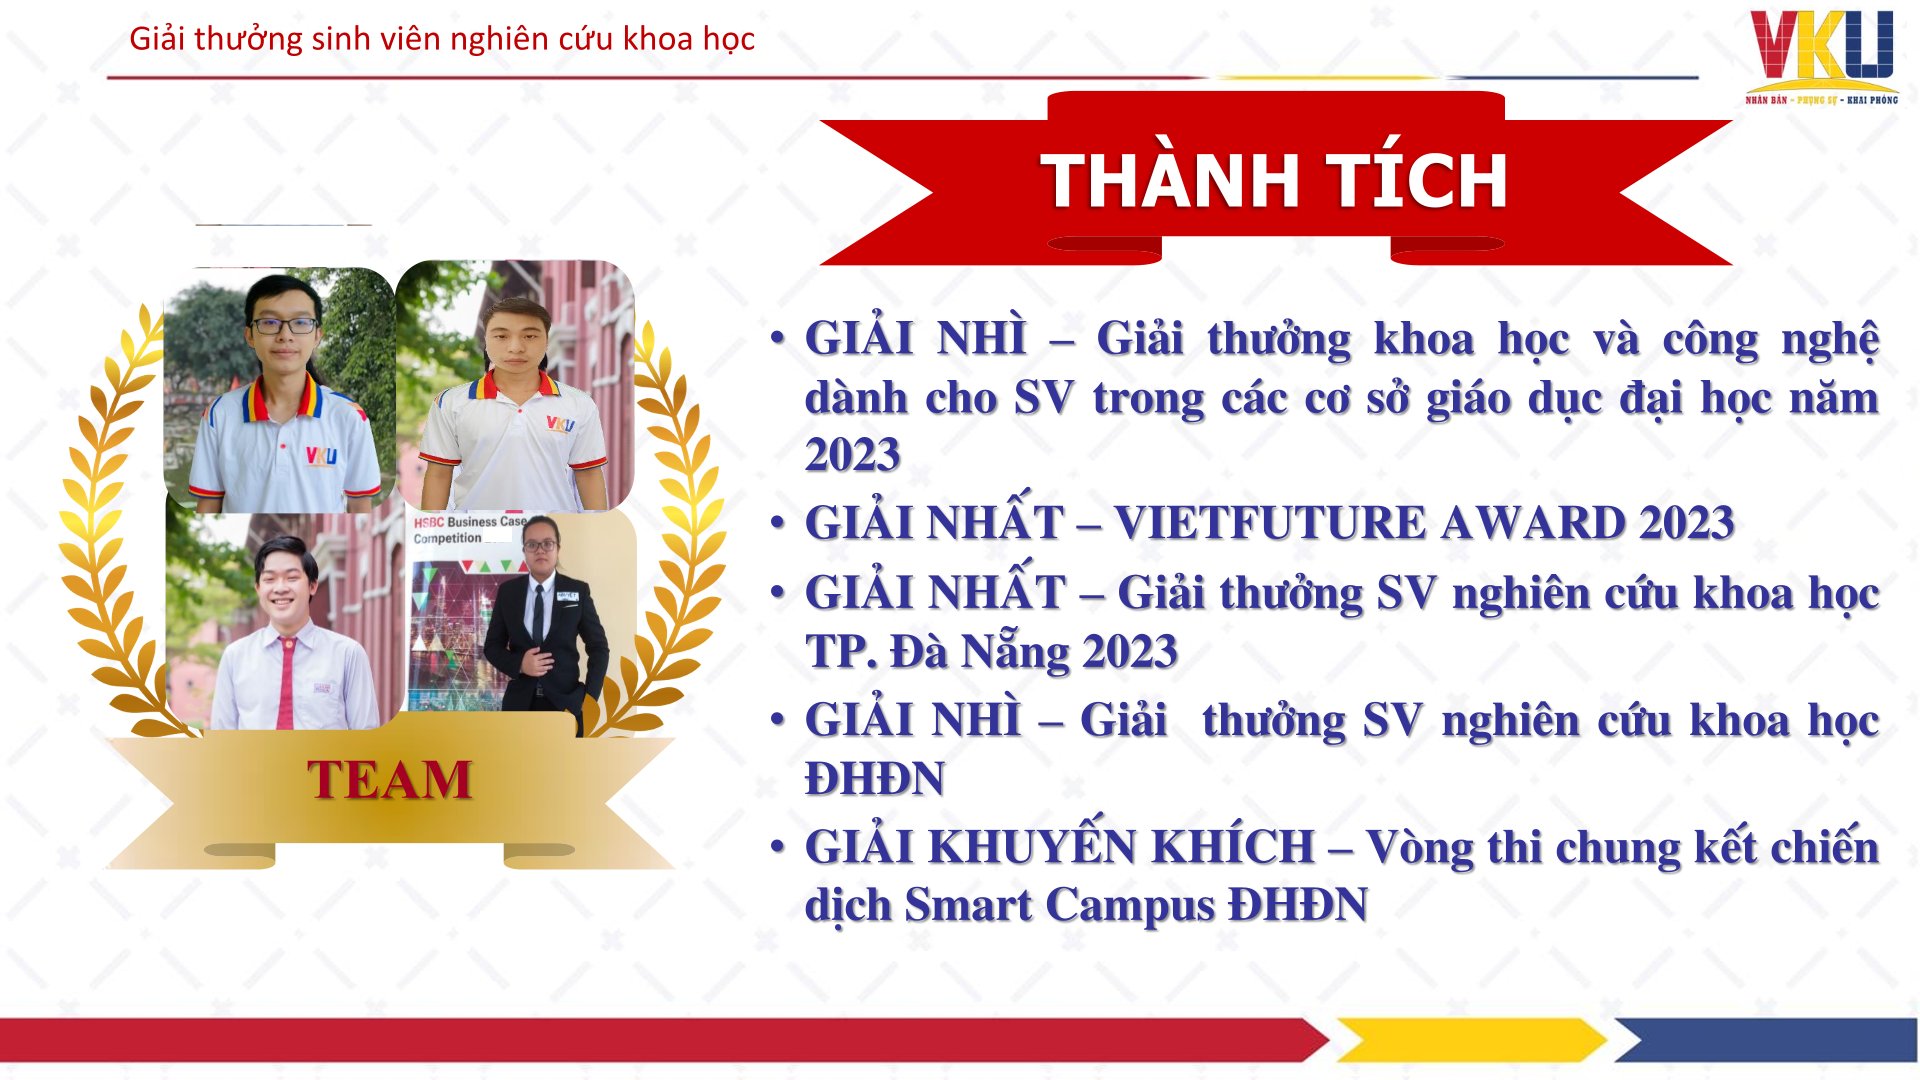 Giải thưởng sinh viên nghiên cứu khoa học
VKU
NHÂN BẢN - PHỤNG SỰ - KHAI PHÓNG
THÀNH TÍCH
• GIẢI NHÌ – Giải thưởng khoa học và công nghệ
dành cho SV trong các cơ sở giáo dục đại học năm
2023
• GIẢI NHẤT – VIETFUTURE AWARD 2023
• GIẢI NHẤT – Giải thưởng SV nghiên cứu khoa học
TP. Đà Nẵng 2023
• GIẢI NHÌ – Giải thưởng SV nghiên cứu khoa học
ĐHĐN
• GIẢI KHUYẾN KHÍCH – Vòng thi chung kết chiến
dịch Smart Campus ĐHĐN
VKU
VKU
HSBC Business Case
Competition
TEAM